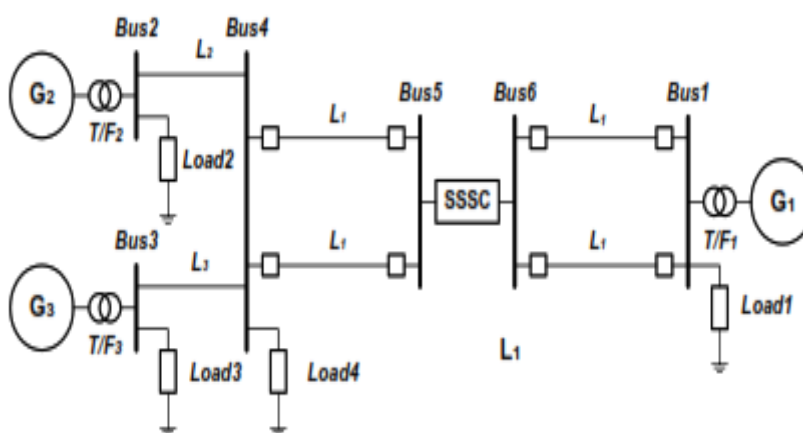 Bus2
Bus4
L2
G2
T/F2
Load2
Bus5
Bus6
Bus1
L1
L1
SSSC
G1
T/F1
Bus3
L3
L1
L1
G3
T/F3
Load3
Load4
L1
Load1